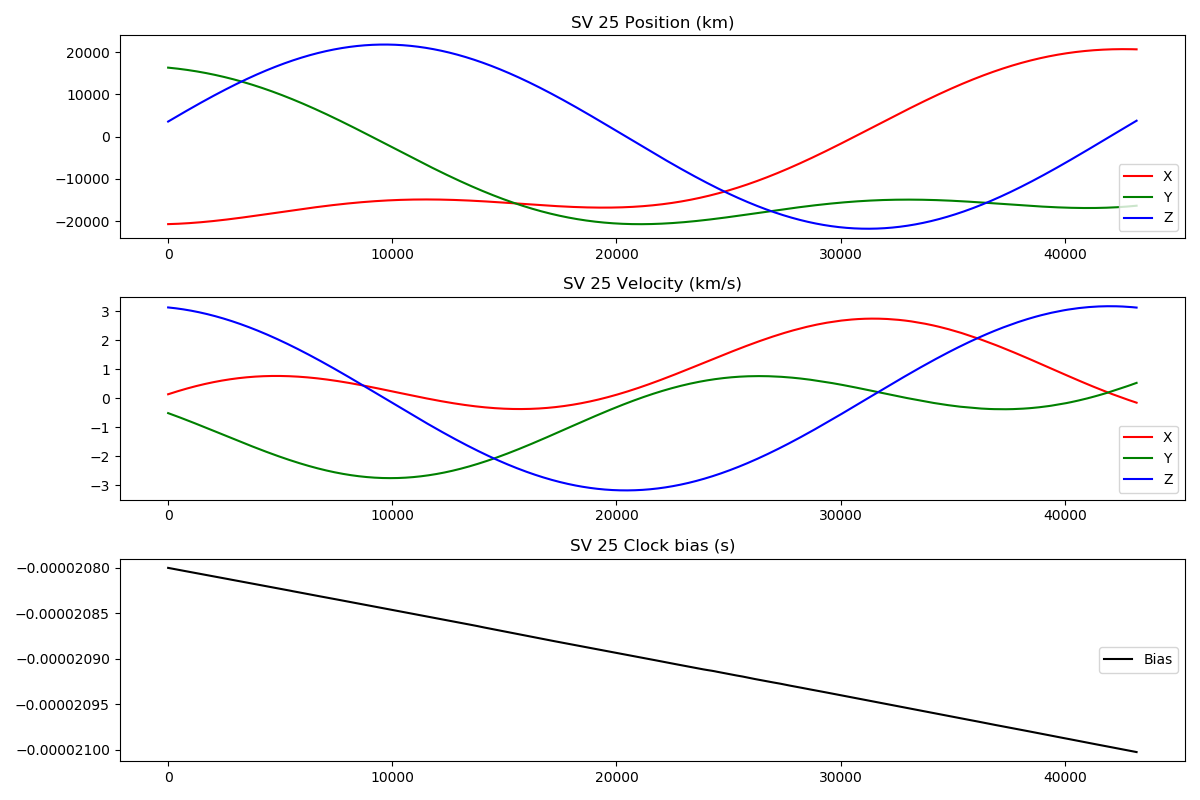 SV 25 Position (km)
20000
10000
0
−10000
−20000
X
Y
Z
0 10000 20000 30000 40000
SV 25 Velocity (km/s)
3
2
1
0
−1
−2
−3
X
Y
Z
0 10000 20000 30000 40000
SV 25 Clock bias (s)
−0.00002080
−0.00002085
−0.00002090
−0.00002095
−0.00002100
Bias
0 10000 20000 30000 40000